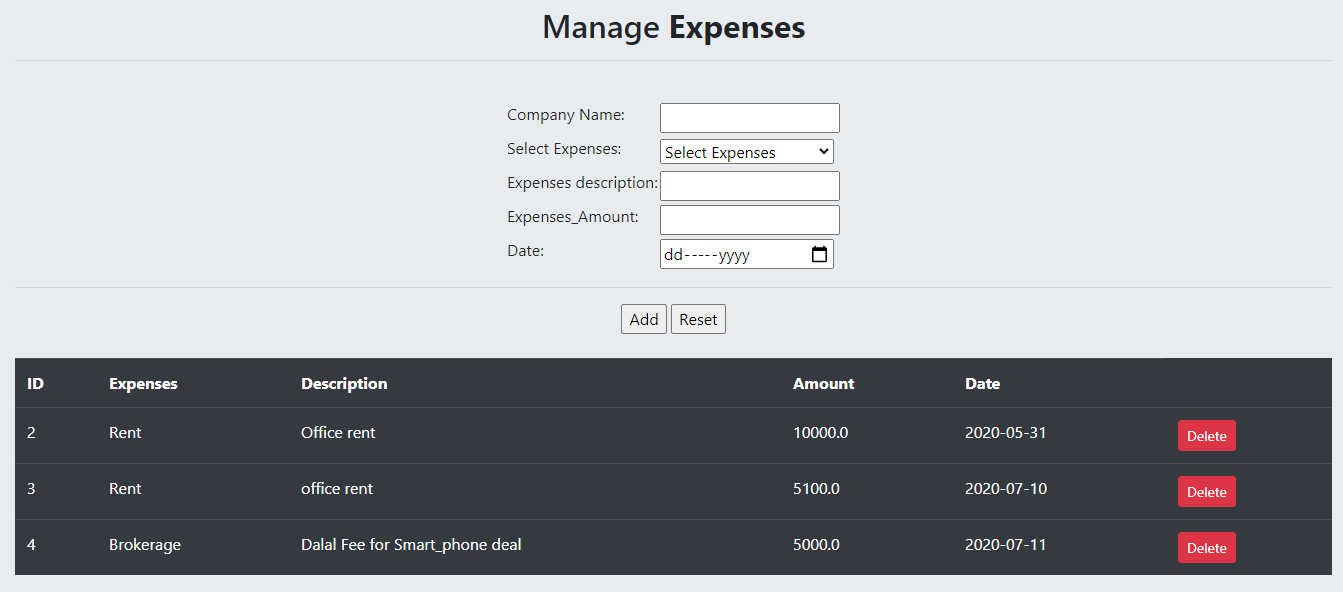 Manage Expenses
Company Name:
Select Expenses: Select Expenses
Expenses description:
Expenses_Amount:
Date: dd-----yyyy
Add Reset
ID Expenses Description Amount Date
2 Rent Office rent 10000.0 2020-05-31 Delete
3 Rent office rent 5100.0 2020-07-10 Delete
4 Brokerage Dalal Fee for Smart_phone deal 5000.0 2020-07-11 Delete